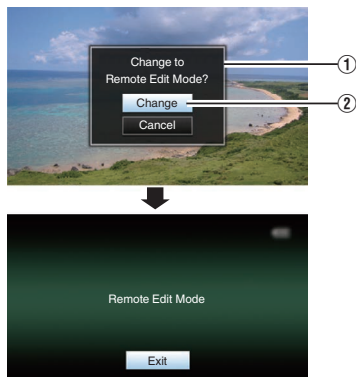 Change to
Remote Edit Mode?
①
Change
②
Cancel
Remote Edit Mode
Exit